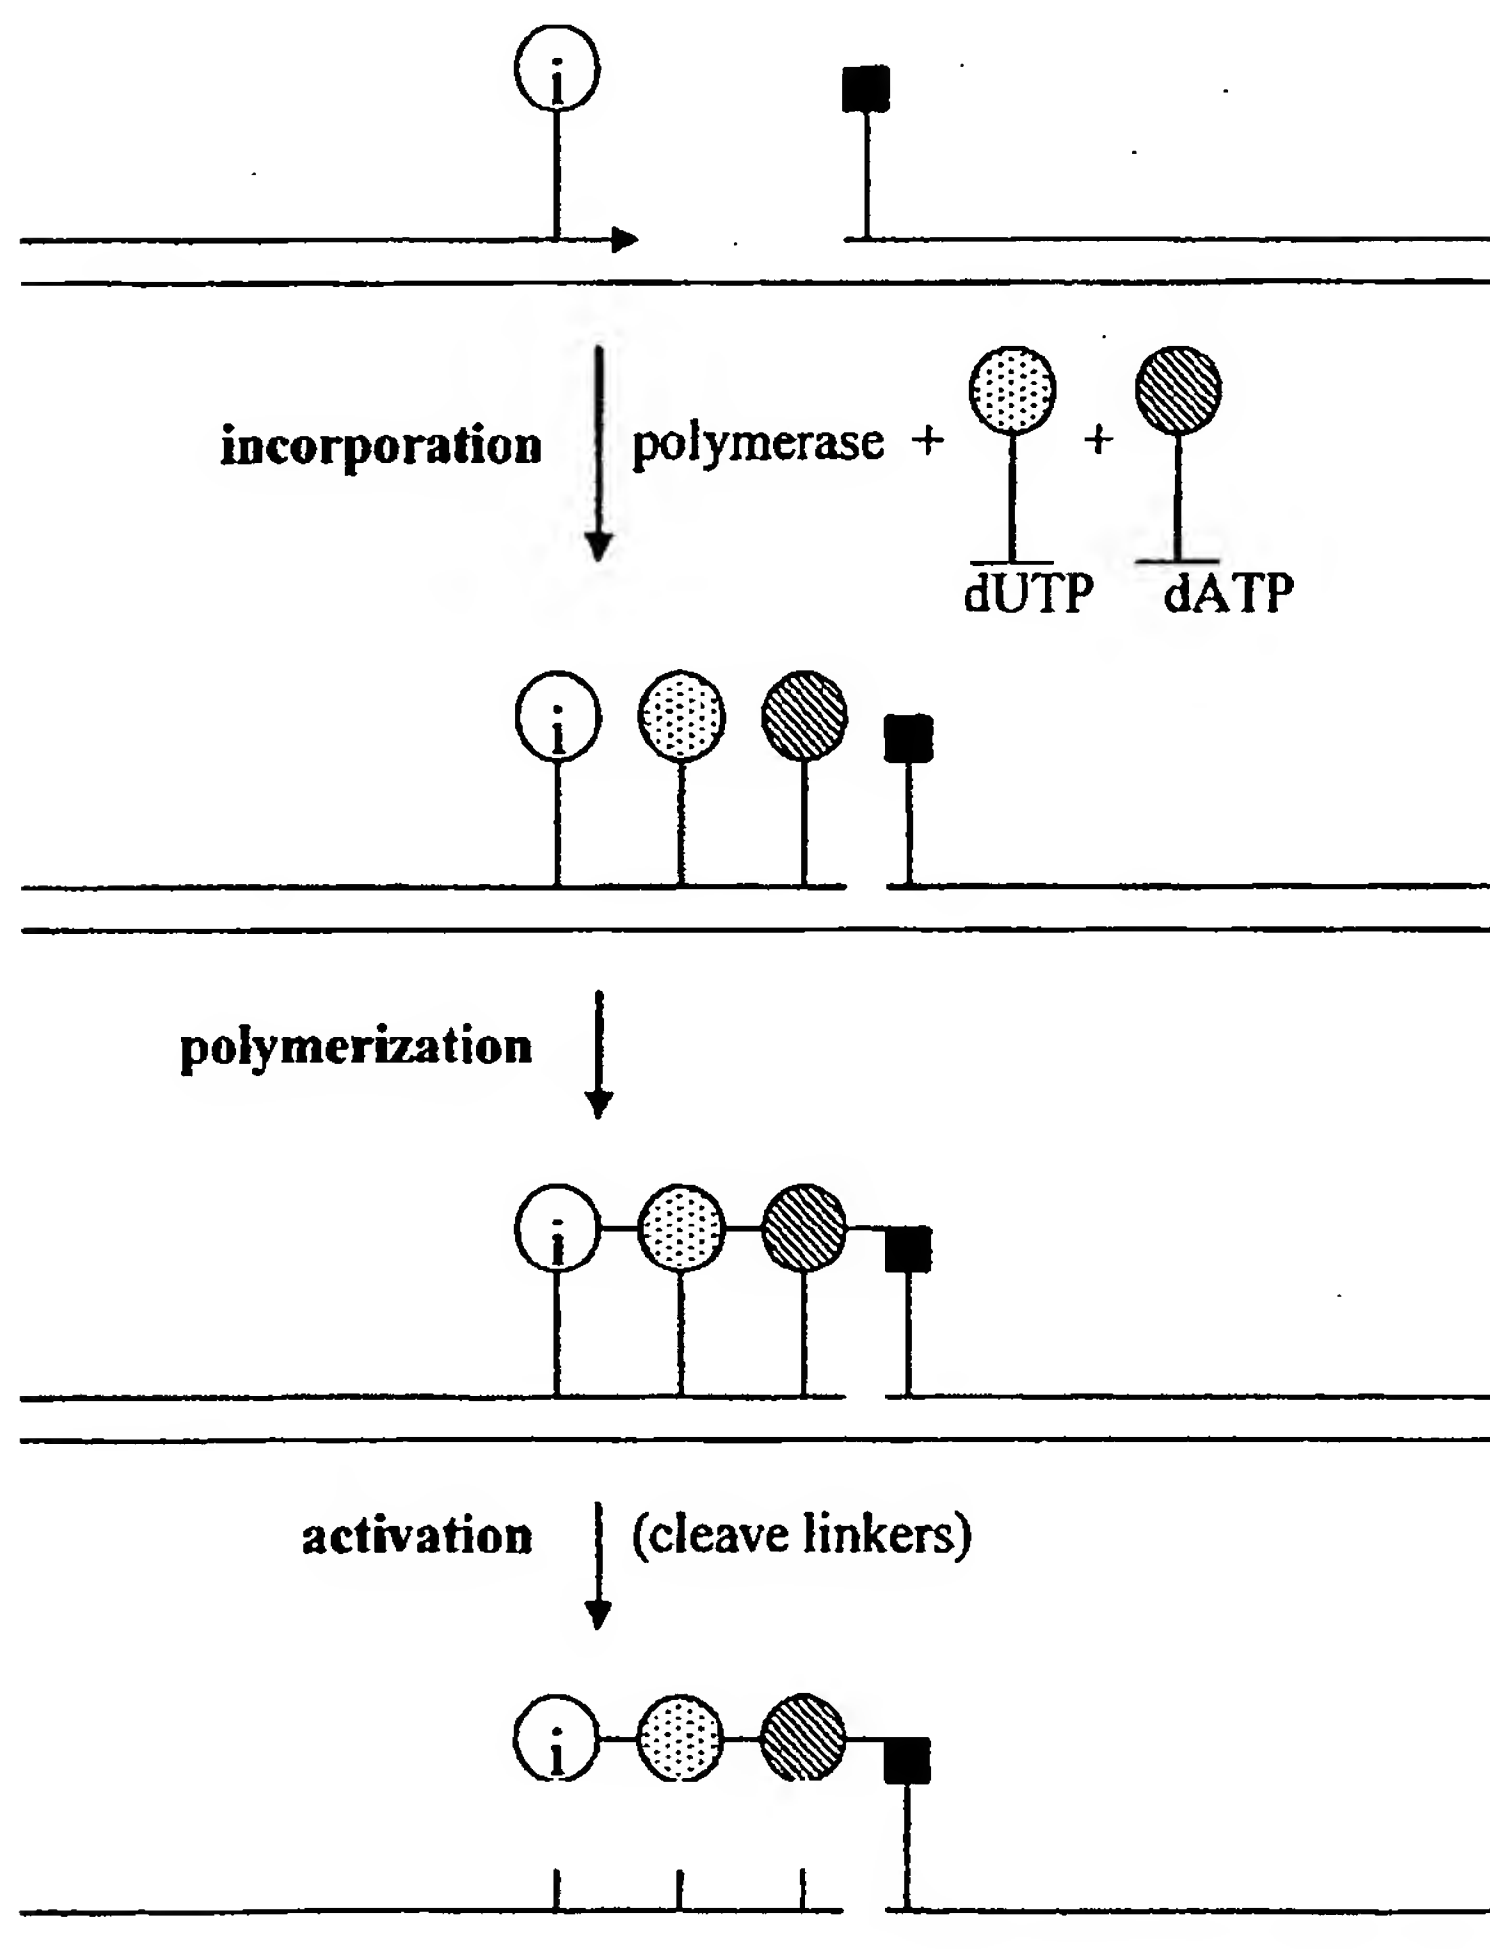 i
incorporation polymerase + +
dUTP dATP
i
polymerization
i
activation (cleave linkers)
i